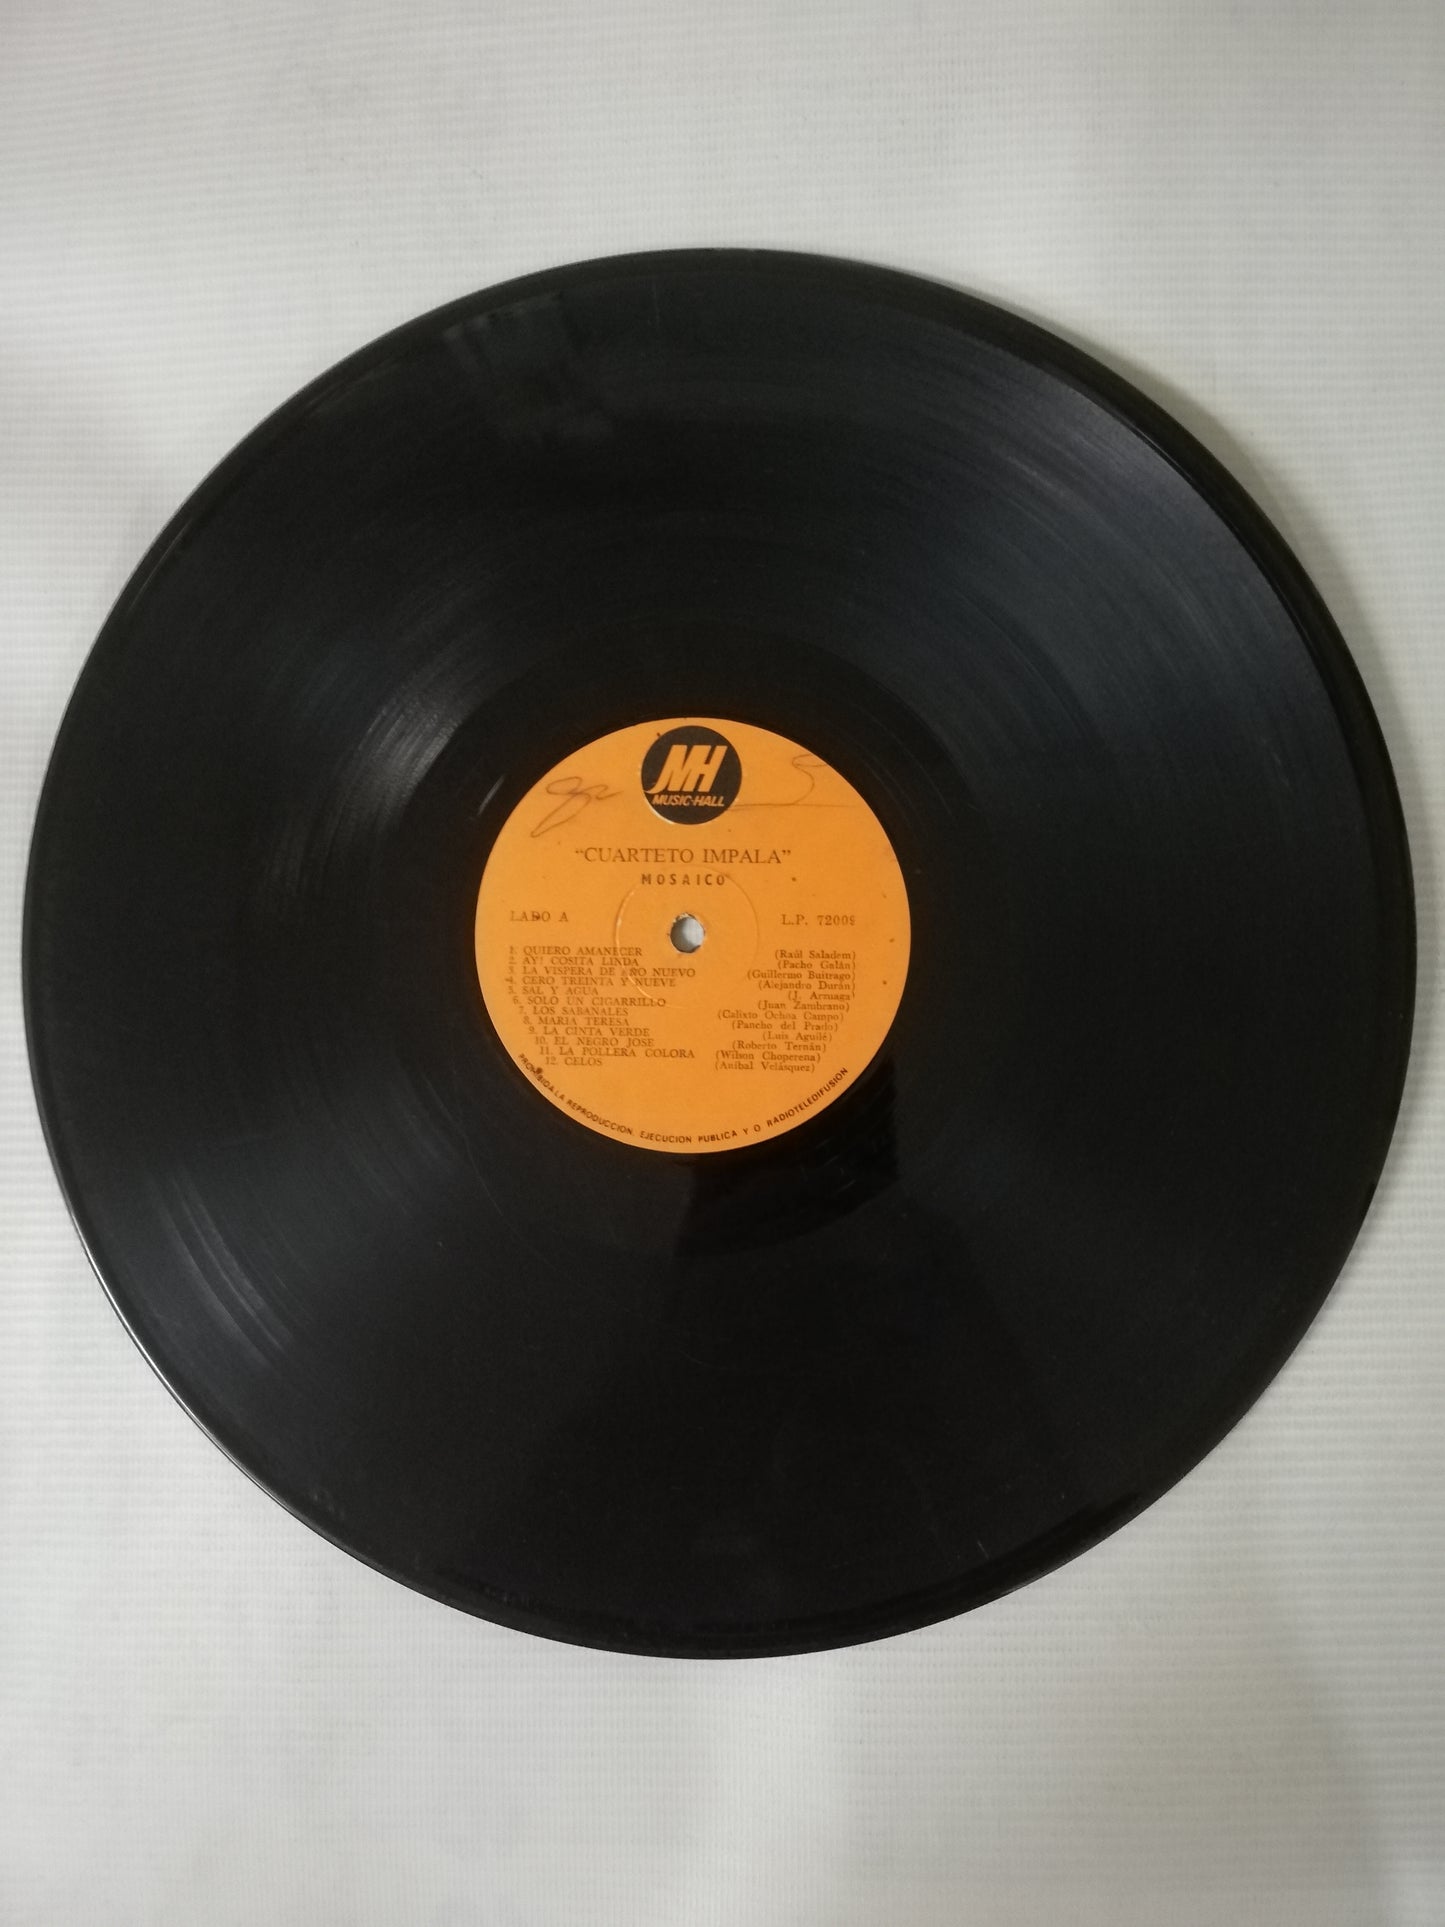 MH
MUSIC-HALL
"CUARTETO IMPALA"
MOSAICO
LADO A L.P. 72009
1. QUIERO AMANECER (Raúl Saladem)
2. AY! COSITA LINDA (Pacho Galán)
3. LA VISPERA DE AÑO NUEVO (Guillermo Buitrago)
4. CERO TREINTA Y NUEVE (Alejandro Durán)
5. SAL Y AGUA (J. Arzuaga)
6. SOLO UN CIGARRILLO (Juan Zambrano)
7. LOS SABANALES (Calixto Ochoa Campo)
8. MARIA TERESA (Pancho del Prado)
9. LA CINTA VERDE (Luis Aguilé)
10. EL NEGRO JOSE (Roberto Ternán)
11. LA POLLERA COLORA (Wilson Choperena)
12. CELOS (Aníbal Velásquez)
PROHIBIDA LA REPRODUCCION, EJECUCION PUBLICA Y O RADIOTELEDIFUSION